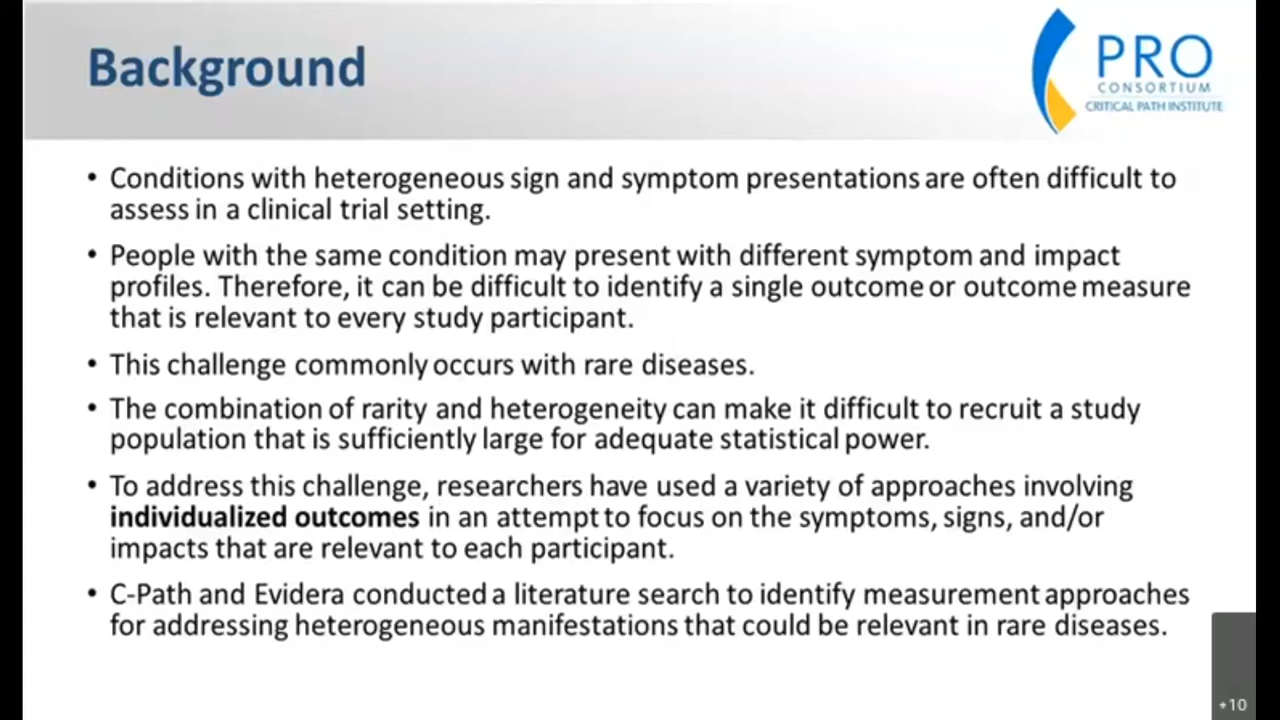 Background
PRO
CONSORTIUM
CRITICAL PATH INSTITUTE
• Conditions with heterogeneous sign and symptom presentations are often difficult to
assess in a clinical trial setting.
• People with the same condition may present with different symptom and impact
profiles. Therefore, it can be difficult to identify a single outcome or outcome measure
that is relevant to every study participant.
• This challenge commonly occurs with rare diseases.
• The combination of rarity and heterogeneity can make it difficult to recruit a study
population that is sufficiently large for adequate statistical power.
• To address this challenge, researchers have used a variety of approaches involving
individualized outcomes in an attempt to focus on the symptoms, signs, and/or
impacts that are relevant to each participant.
• C-Path and Evidera conducted a literature search to identify measurement approaches
for addressing heterogeneous manifestations that could be relevant in rare diseases.
+10